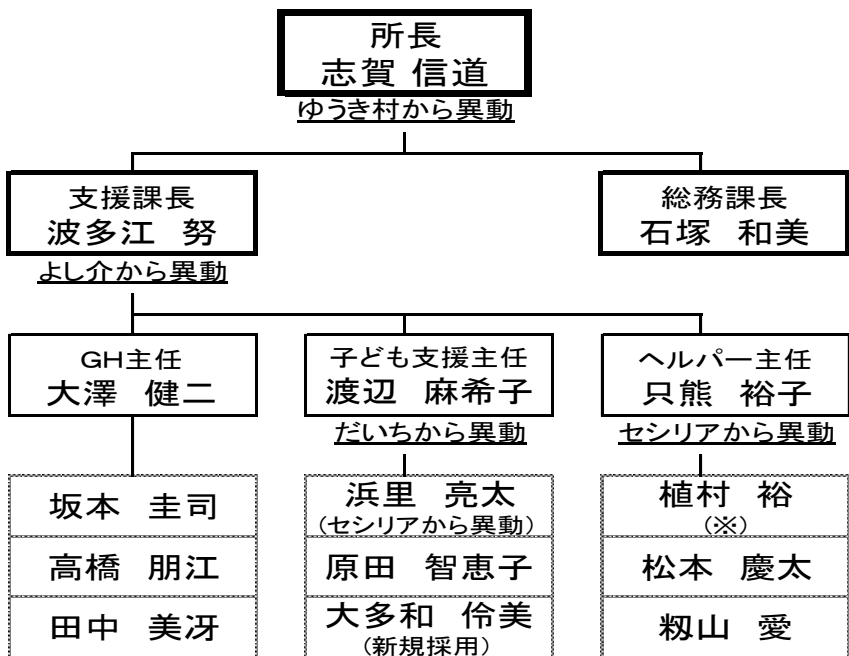 所長
志賀 信道
ゆうき村から異動
支援課長
波多江 努
よし介から異動
総務課長
石塚 和美
GH主任
大澤 健二
子ども支援主任
渡辺 麻希子
だいちから異動
ヘルパー主任
只熊 裕子
セシリアから異動
坂本 圭司
高橋 朋江
田中 美冴
浜里 亮太
(セシリアから異動)
原田 智恵子
大多和 伶美
(新規採用)
植村 裕
(※)
松本 慶太
籾山 愛